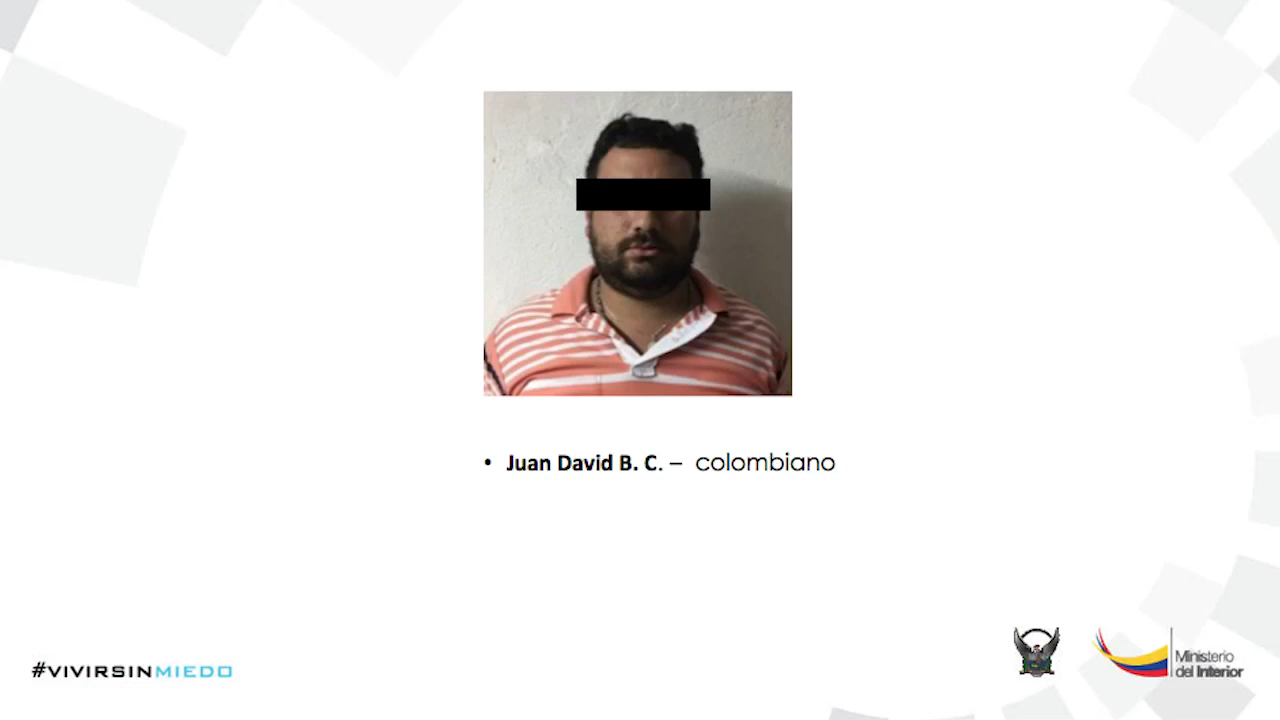 • Juan David B. C. – colombiano
#VIVIRSINMIEDO
Ministerio
del Interior